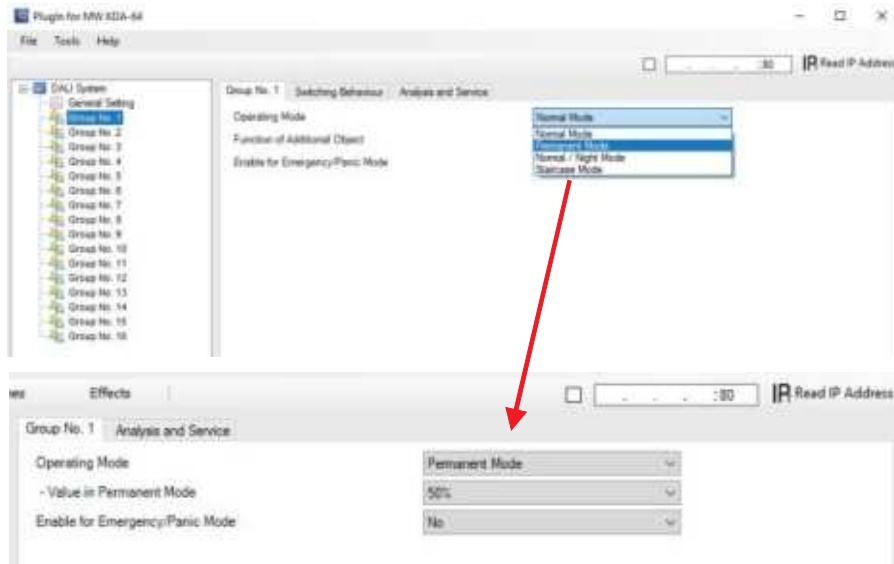 Plugin for MW KDA-64
File Tools Help
:80 IR Read IP Address
DALI System
General Setting
Group No. 1
Group No. 2
Group No. 3
Group No. 4
Group No. 5
Group No. 6
Group No. 7
Group No. 8
Group No. 9
Group No. 10
Group No. 11
Group No. 12
Group No. 13
Group No. 14
Group No. 15
Group No. 16
Group No. 1 Switching Behaviour Analysis and Service
Operating Mode Normal Mode
Normal Mode
Permanent Mode
Normal / Night Mode
Staircase Mode
Function of Additional Object
Enable for Emergency/Panic Mode
nes Effects :80 IR Read IP Address
Group No. 1 Analysis and Service
Operating Mode Permanent Mode
- Value in Permanent Mode 50%
Enable for Emergency/Panic Mode No